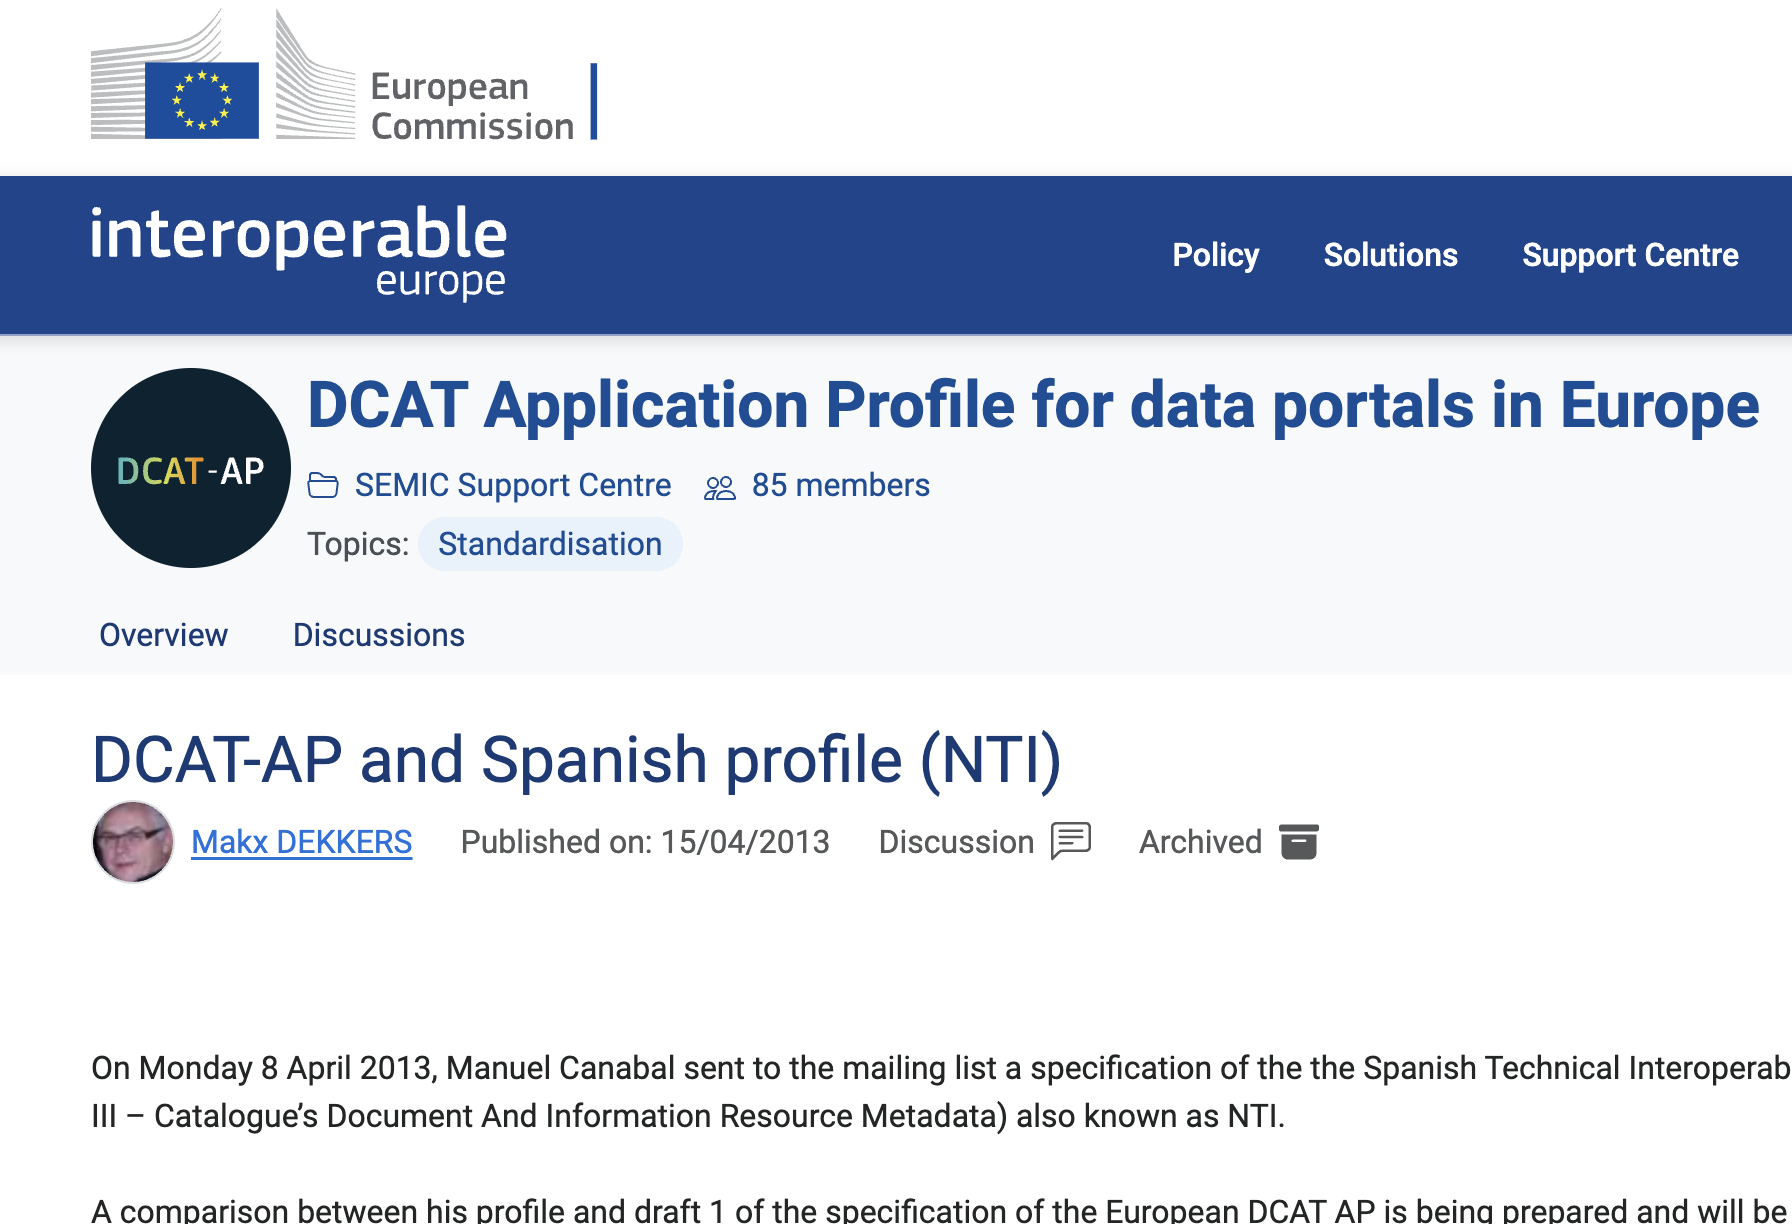 European
Commission
interoperable
europe
Policy Solutions Support Centre
DCAT-AP
DCAT Application Profile for data portals in Europe
SEMIC Support Centre 85 members
Topics: Standardisation
Overview Discussions
DCAT-AP and Spanish profile (NTI)
Makx DEKKERS Published on: 15/04/2013 Discussion Archived
On Monday 8 April 2013, Manuel Canabal sent to the mailing list a specification of the the Spanish Technical Interoperab
III – Catalogue’s Document And Information Resource Metadata) also known as NTI.
A comparison between his profile and draft 1 of the specification of the European DCAT AP is being prepared and will be